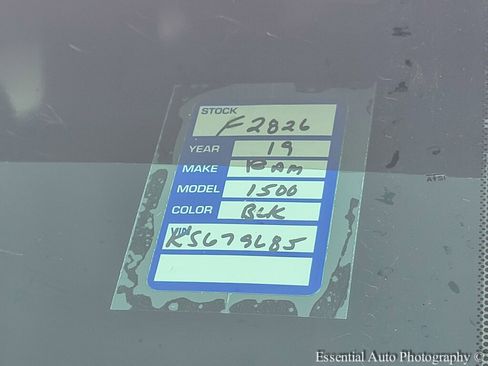 STOCK
F2826
YEAR 19
MAKE RAM
MODEL 1500
COLOR BLK
VIN
KS679685
Essential Auto Photography ©